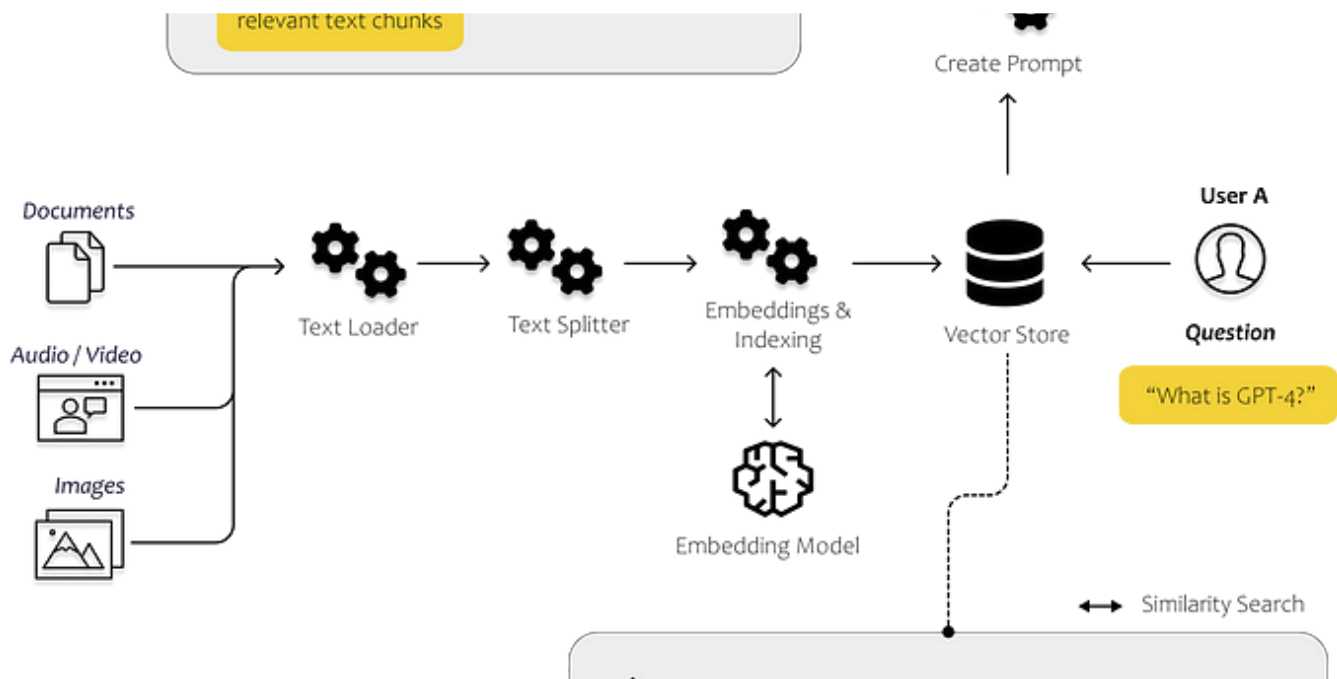 relevant text chunks
Create Prompt
Documents
User A
Text Loader
Text Splitter
Embeddings &
Indexing
Vector Store
Question
Audio / Video
"What is GPT-4?"
Images
Embedding Model
Similarity Search